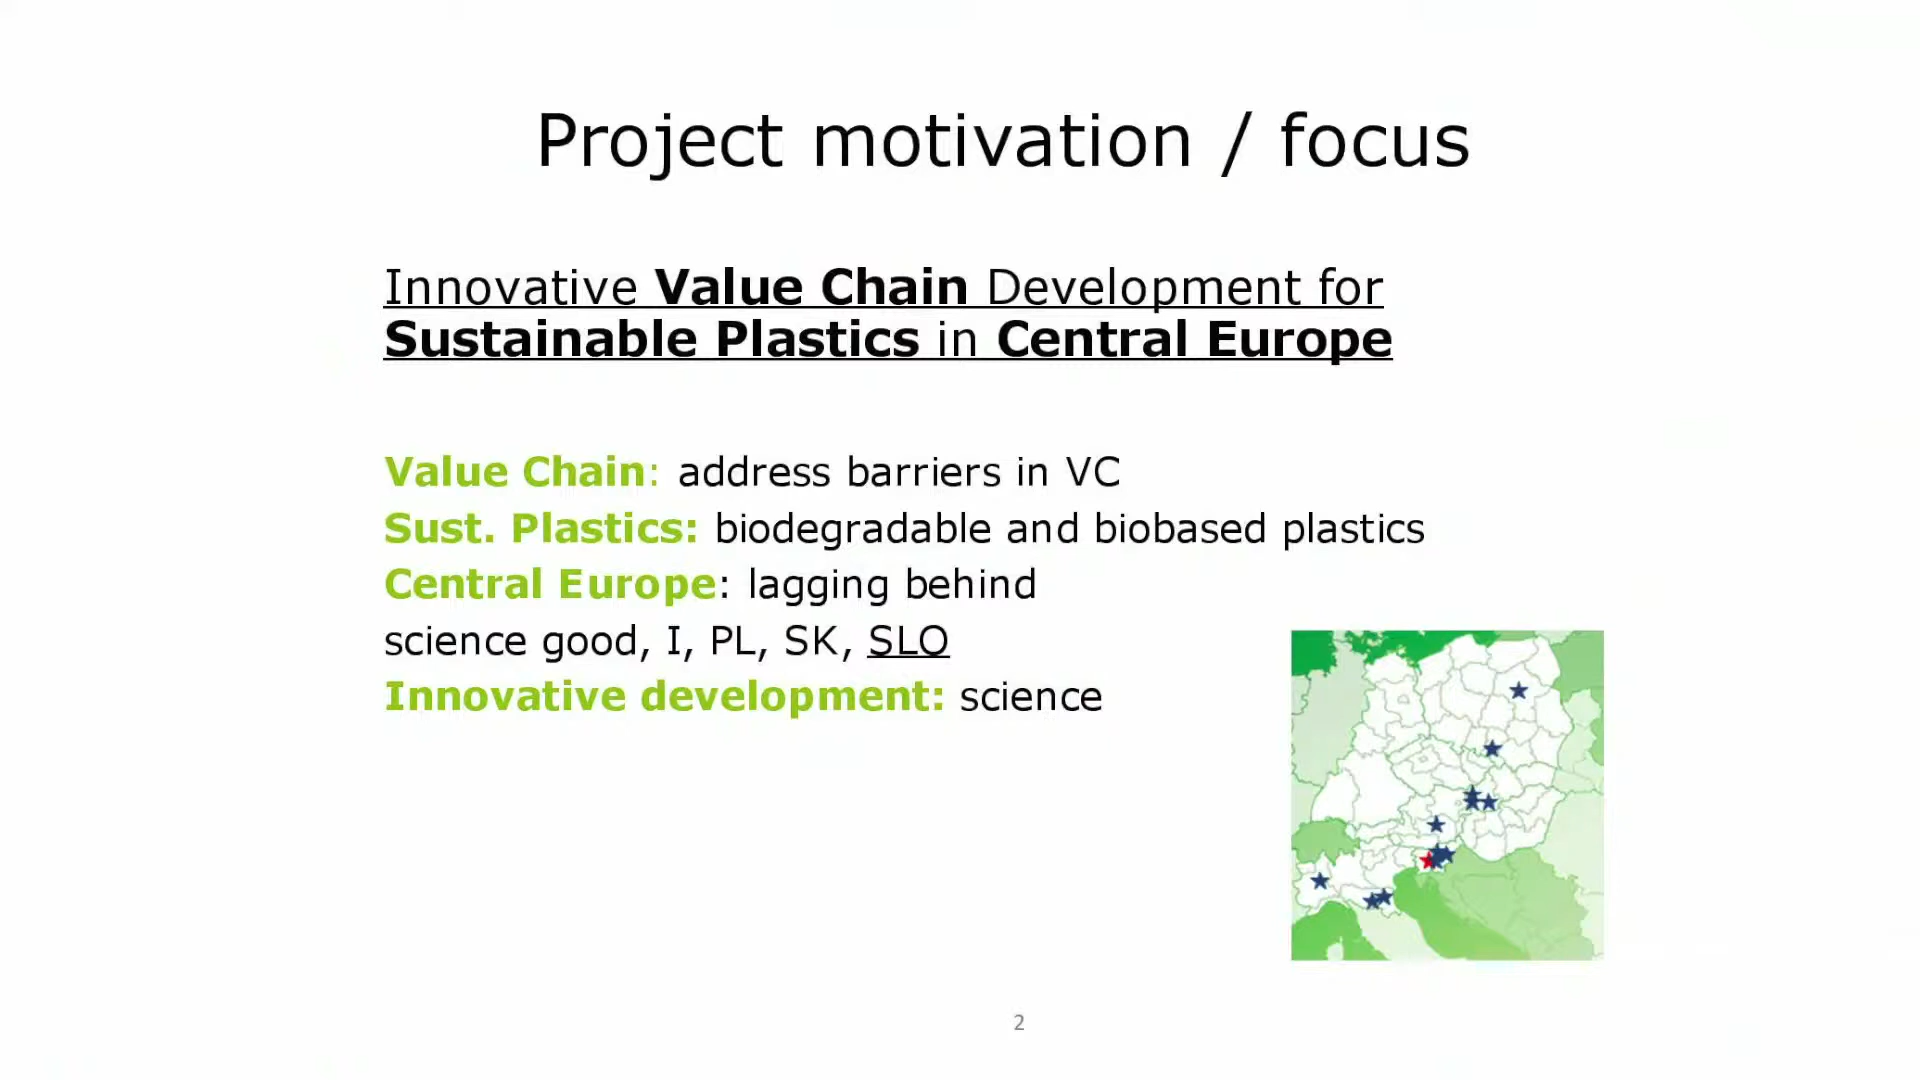 Project motivation / focus
Innovative Value Chain Development for
Sustainable Plastics in Central Europe
Value Chain: address barriers in VC
Sust. Plastics: biodegradable and biobased plastics
Central Europe: lagging behind
science good, I, PL, SK, SLO
Innovative development: science
2